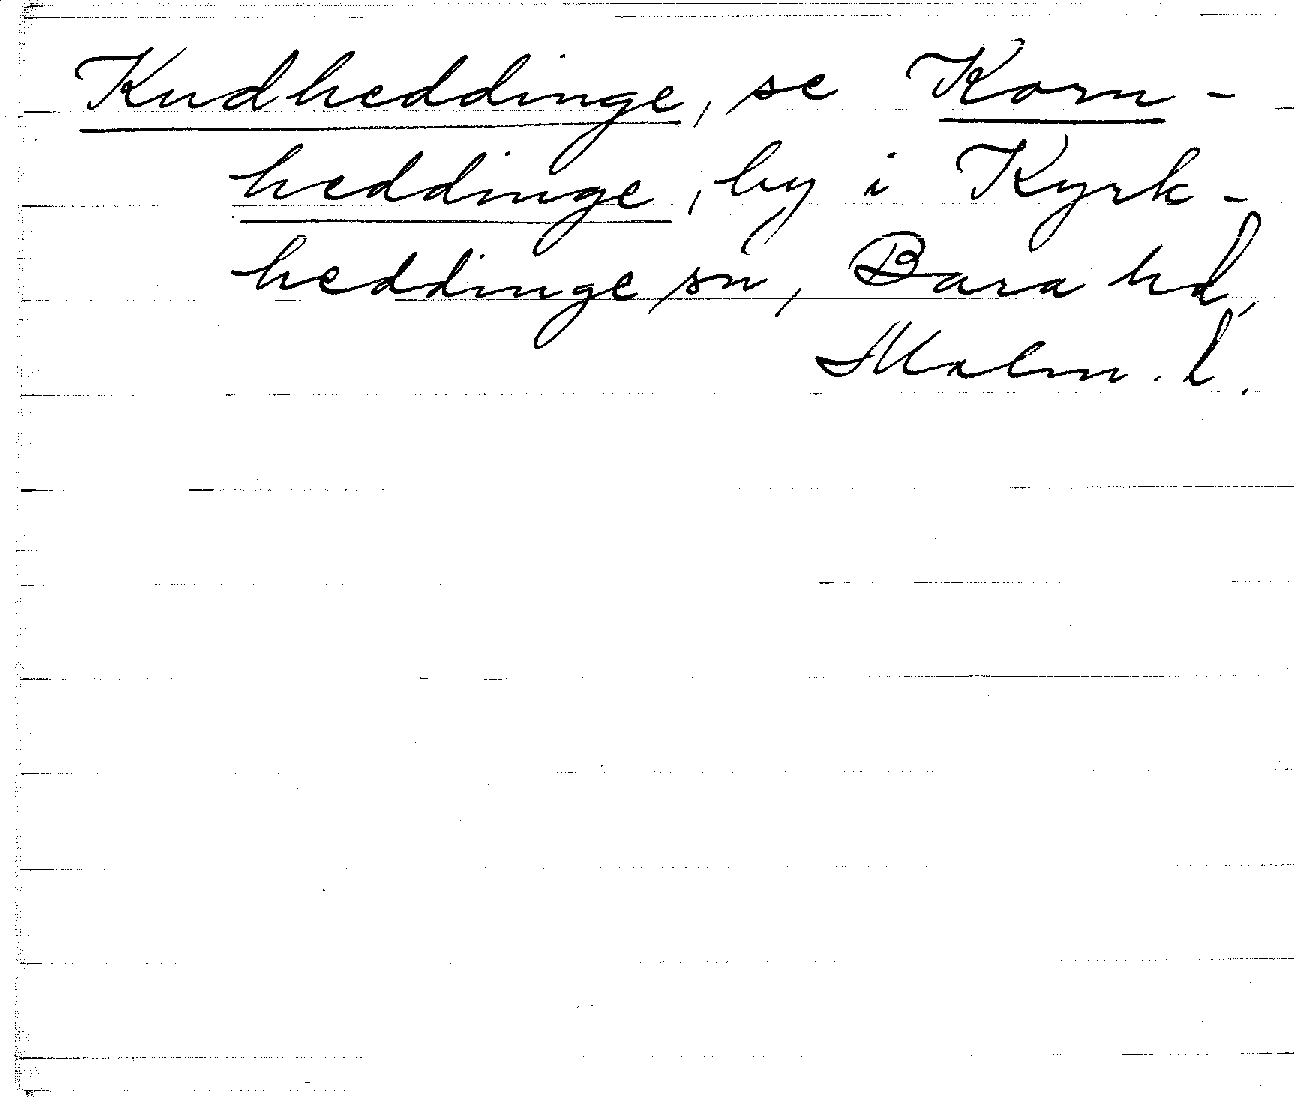 Kudheddinge, se Korn-
heddinge, by i Kyrk-
heddinge sn, Bara hd,
Malm. l.